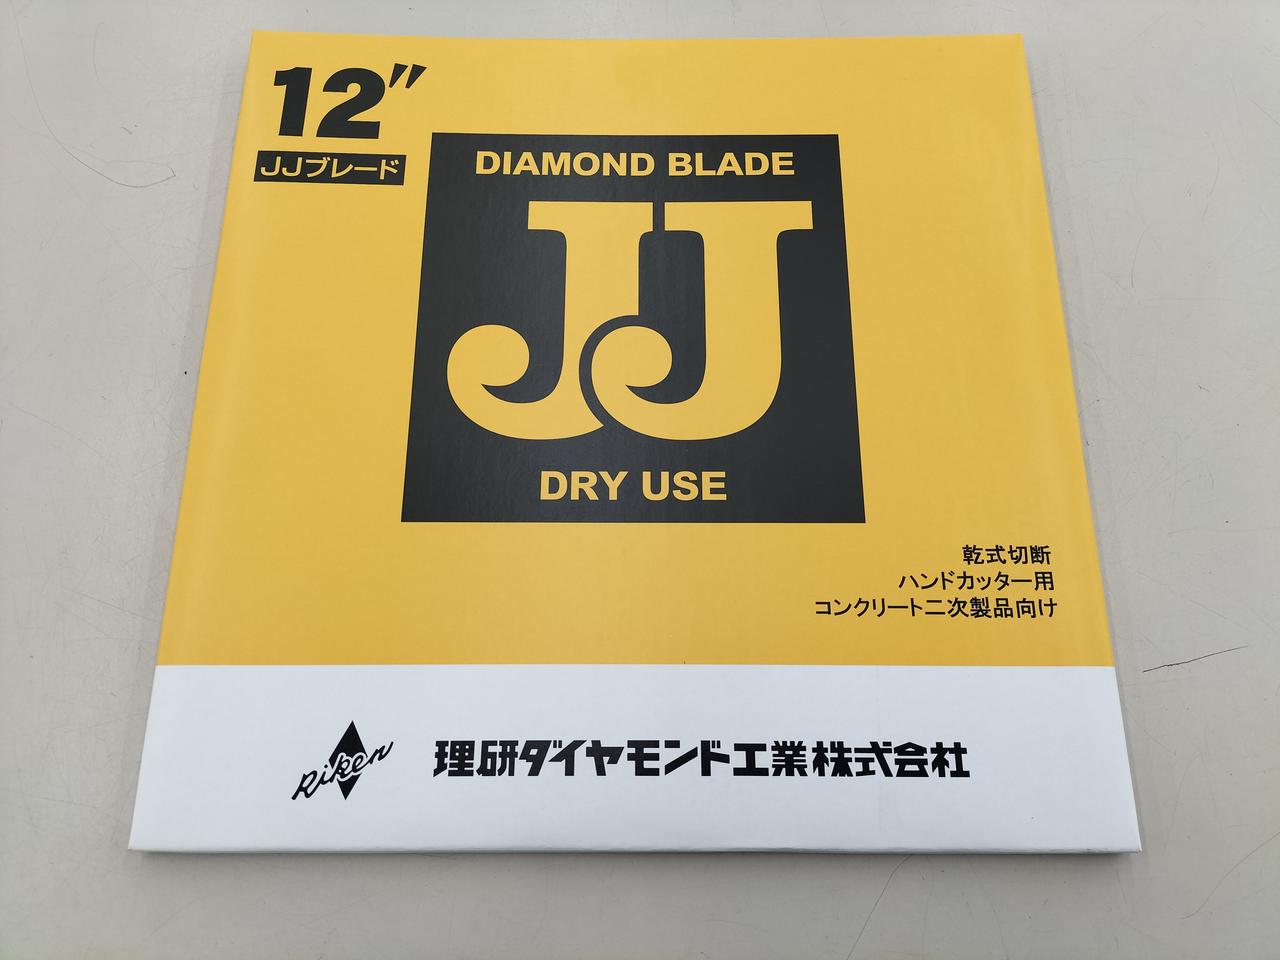 12"
JJブレード
DIAMOND BLADE
JJ
DRY USE
乾式切断
ハンドカッター用
コンクリート二次製品向け
Riken
理研ダイヤモンド工業株式会社